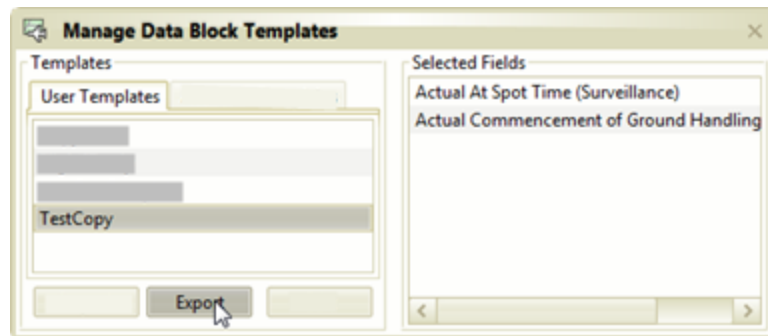 Manage Data Block Templates
Templates
User Templates
TestCopy
Export
Selected Fields
Actual At Spot Time (Surveillance)
Actual Commencement of Ground Handling